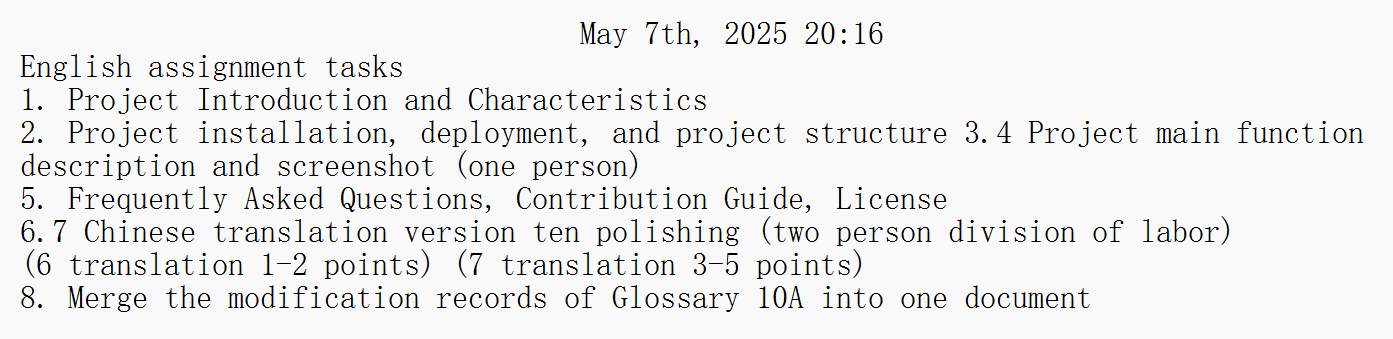 May 7th, 2025 20:16
English assignment tasks
1. Project Introduction and Characteristics
2. Project installation, deployment, and project structure 3.4 Project main function
description and screenshot (one person)
5. Frequently Asked Questions, Contribution Guide, License
6.7 Chinese translation version ten polishing (two person division of labor)
(6 translation 1-2 points) (7 translation 3-5 points)
8. Merge the modification records of Glossary 10A into one document